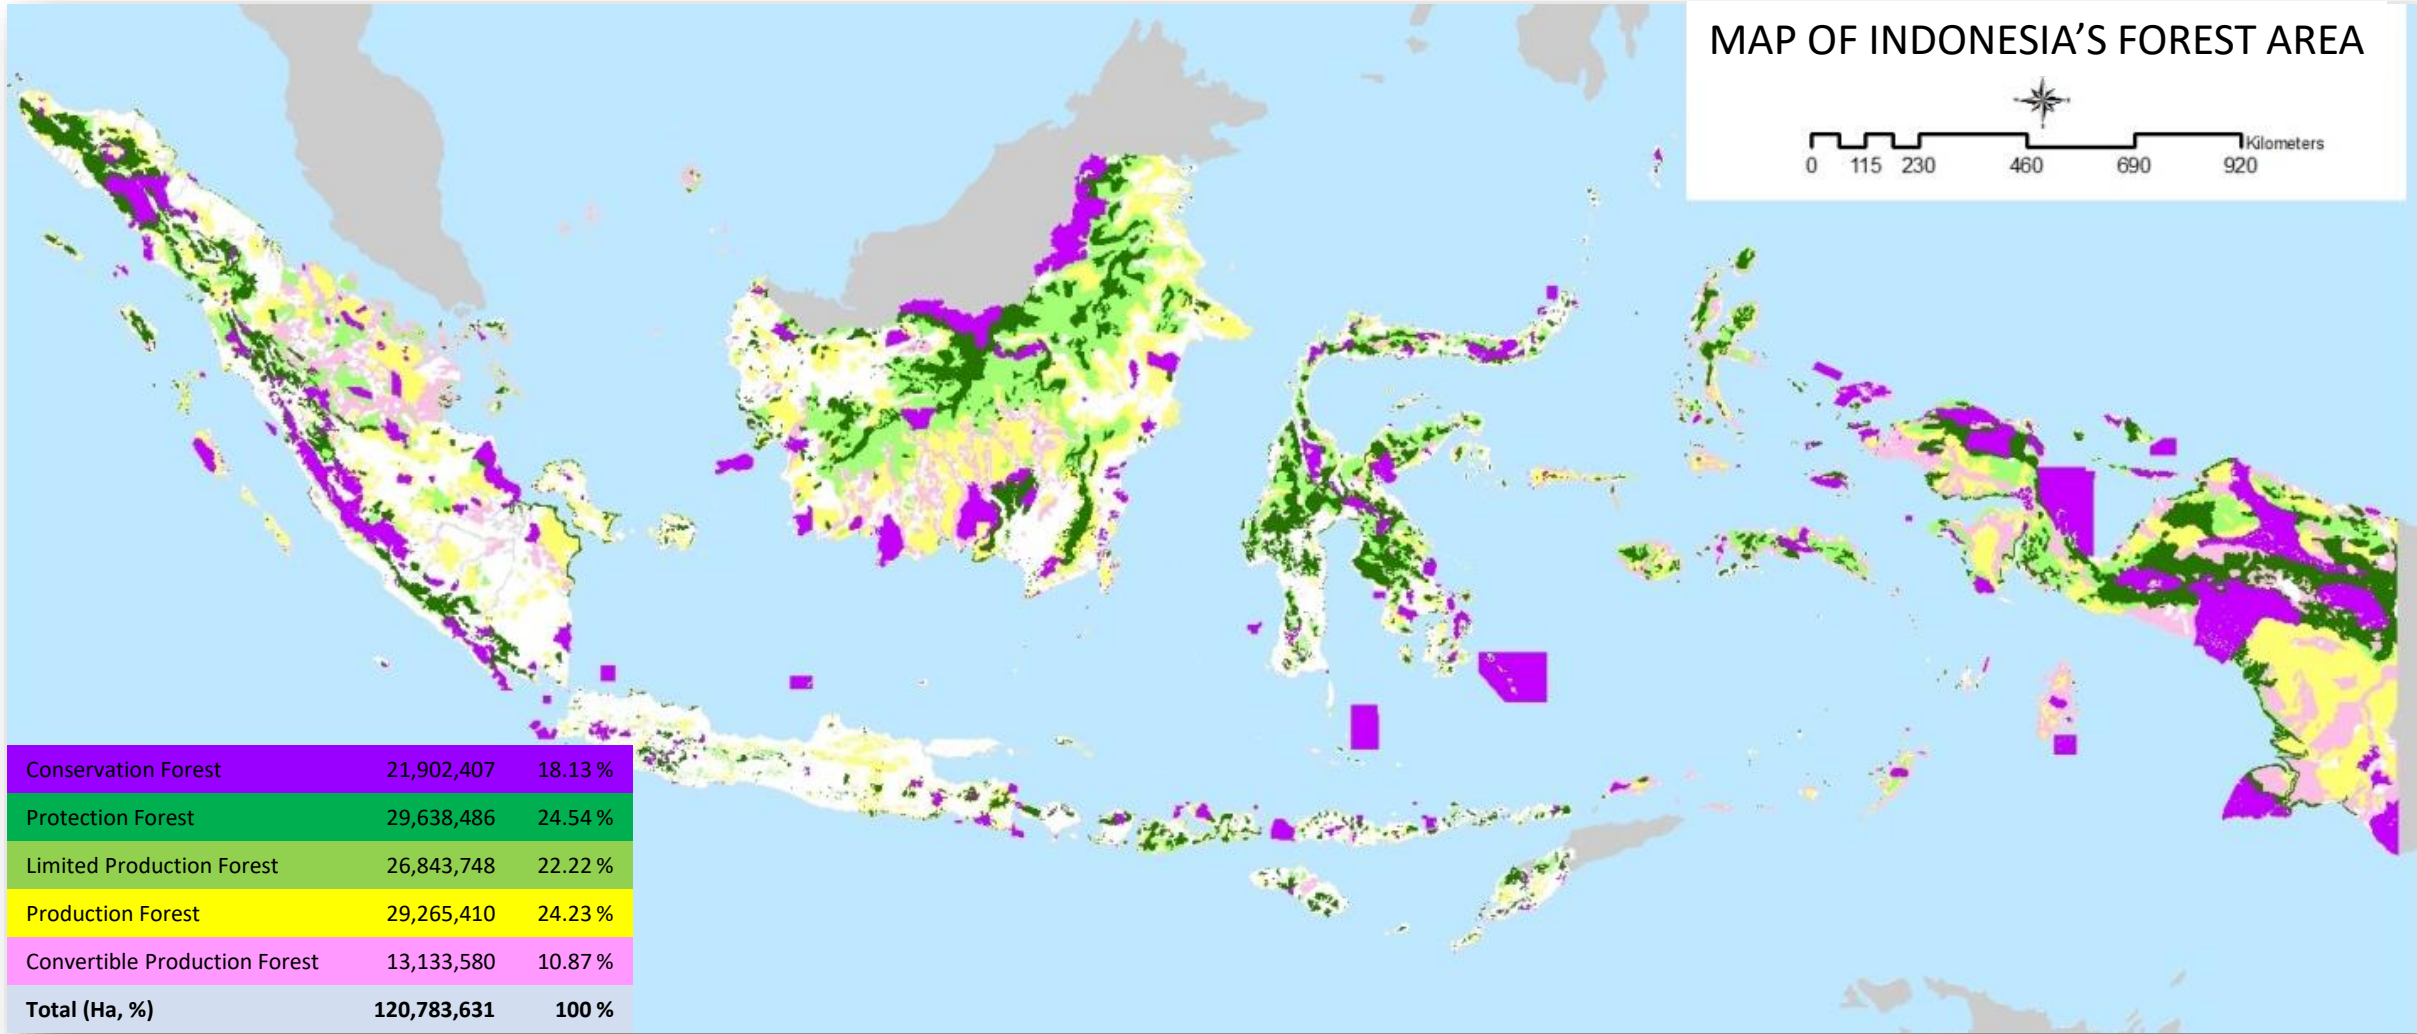 MAP OF INDONESIA’S FOREST AREA
Kilometers
0 115 230 460 690 920
Conservation Forest 21,902,407 18.13 %
Protection Forest 29,638,486 24.54 %
Limited Production Forest 26,843,748 22.22 %
Production Forest 29,265,410 24.23 %
Convertible Production Forest 13,133,580 10.87 %
Total (Ha, %) 120,783,631 100 %